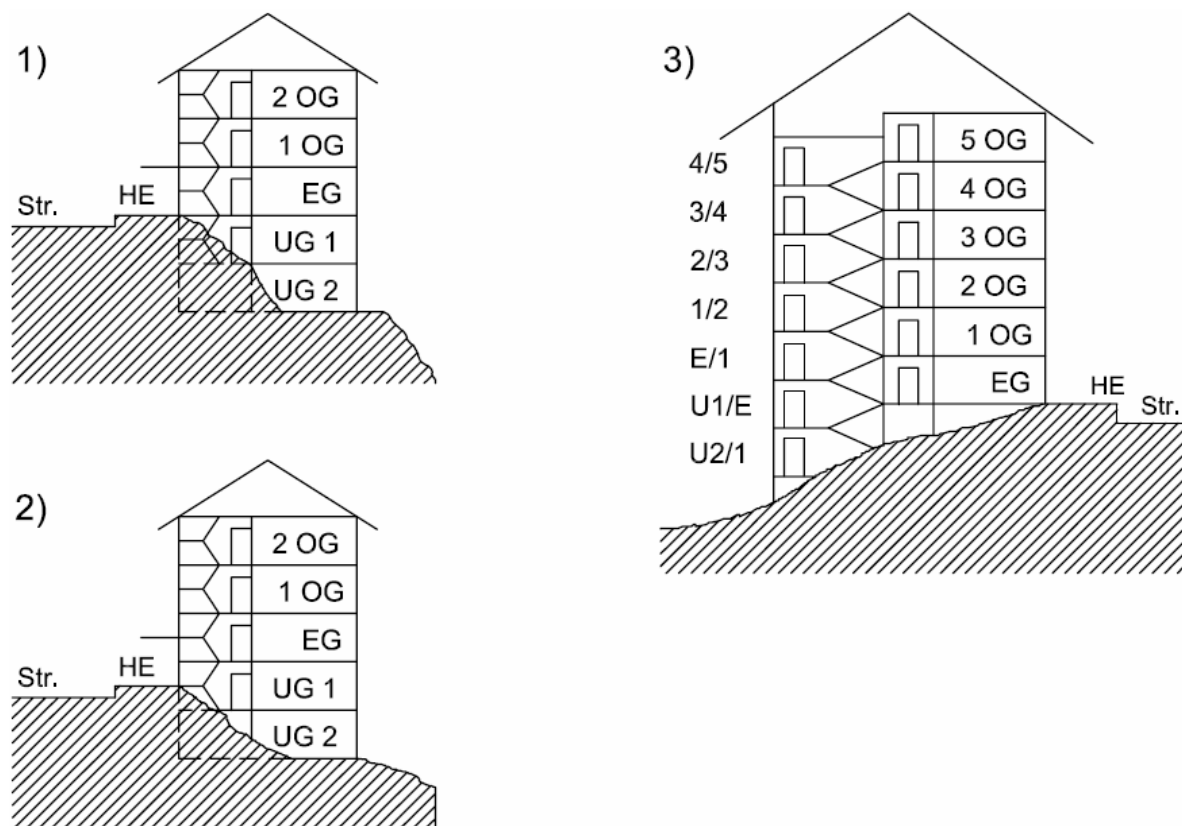 1)
2 OG
1 OG
HE
EG
Str.
UG 1
UG 2
2)
2 OG
1 OG
HE
EG
Str.
UG 1
UG 2
3)
4/5
5 OG
3/4
4 OG
2/3
3 OG
1/2
2 OG
E/1
1 OG
U1/E
EG
HE
Str.
U2/1